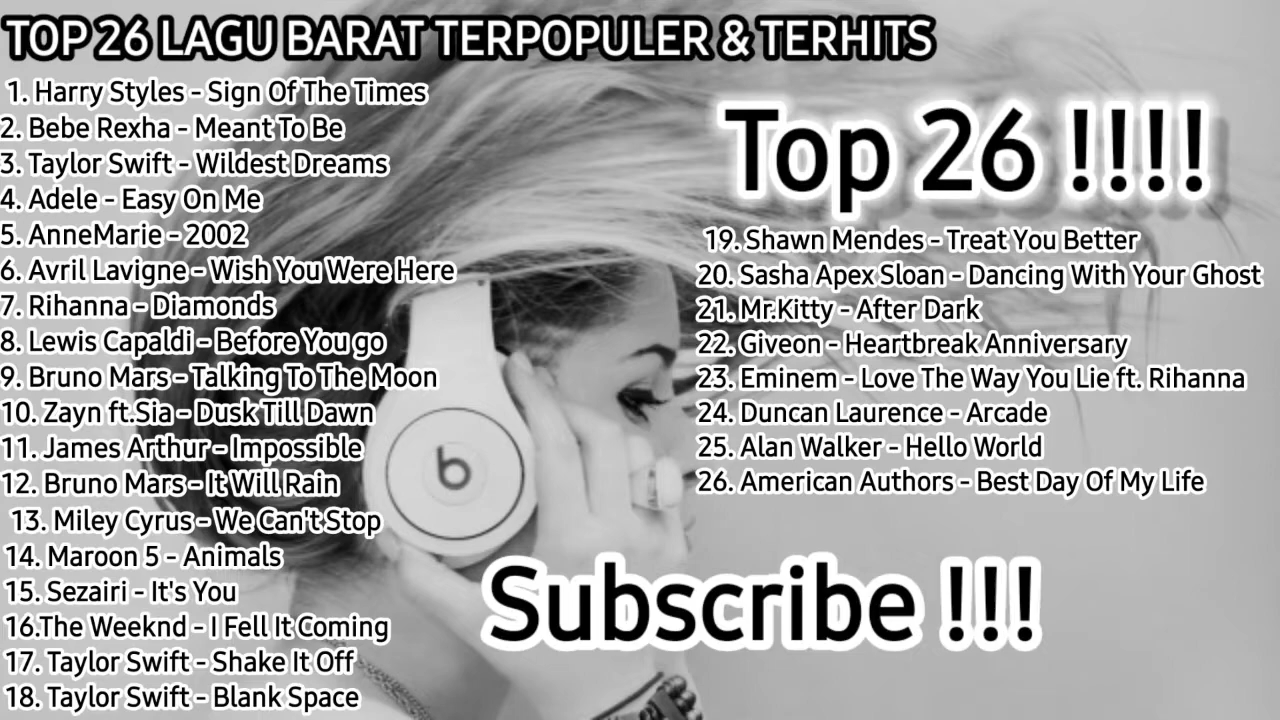 TOP 26 LAGU BARAT TERPOPULER & TERHITS
1. Harry Styles - Sign Of The Times
2. Bebe Rexha - Meant To Be
3. Taylor Swift - Wildest Dreams
4. Adele - Easy On Me
5. AnneMarie - 2002
6. Avril Lavigne - Wish You Were Here
7. Rihanna - Diamonds
8. Lewis Capaldi - Before You go
9. Bruno Mars - Talking To The Moon
10. Zayn ft.Sia - Dusk Till Dawn
11. James Arthur - Impossible
12. Bruno Mars - It Will Rain
13. Miley Cyrus - We Can't Stop
14. Maroon 5 - Animals
15. Sezairi - It's You
16.The Weeknd - I Fell It Coming
17. Taylor Swift - Shake It Off
18. Taylor Swift - Blank Space
Top 26 !!!!
19. Shawn Mendes - Treat You Better
20. Sasha Apex Sloan - Dancing With Your Ghost
21. Mr.Kitty - After Dark
22. Giveon - Heartbreak Anniversary
23. Eminem - Love The Way You Lie ft. Rihanna
24. Duncan Laurence - Arcade
25. Alan Walker - Hello World
26. American Authors - Best Day Of My Life
b
Subscribe !!!